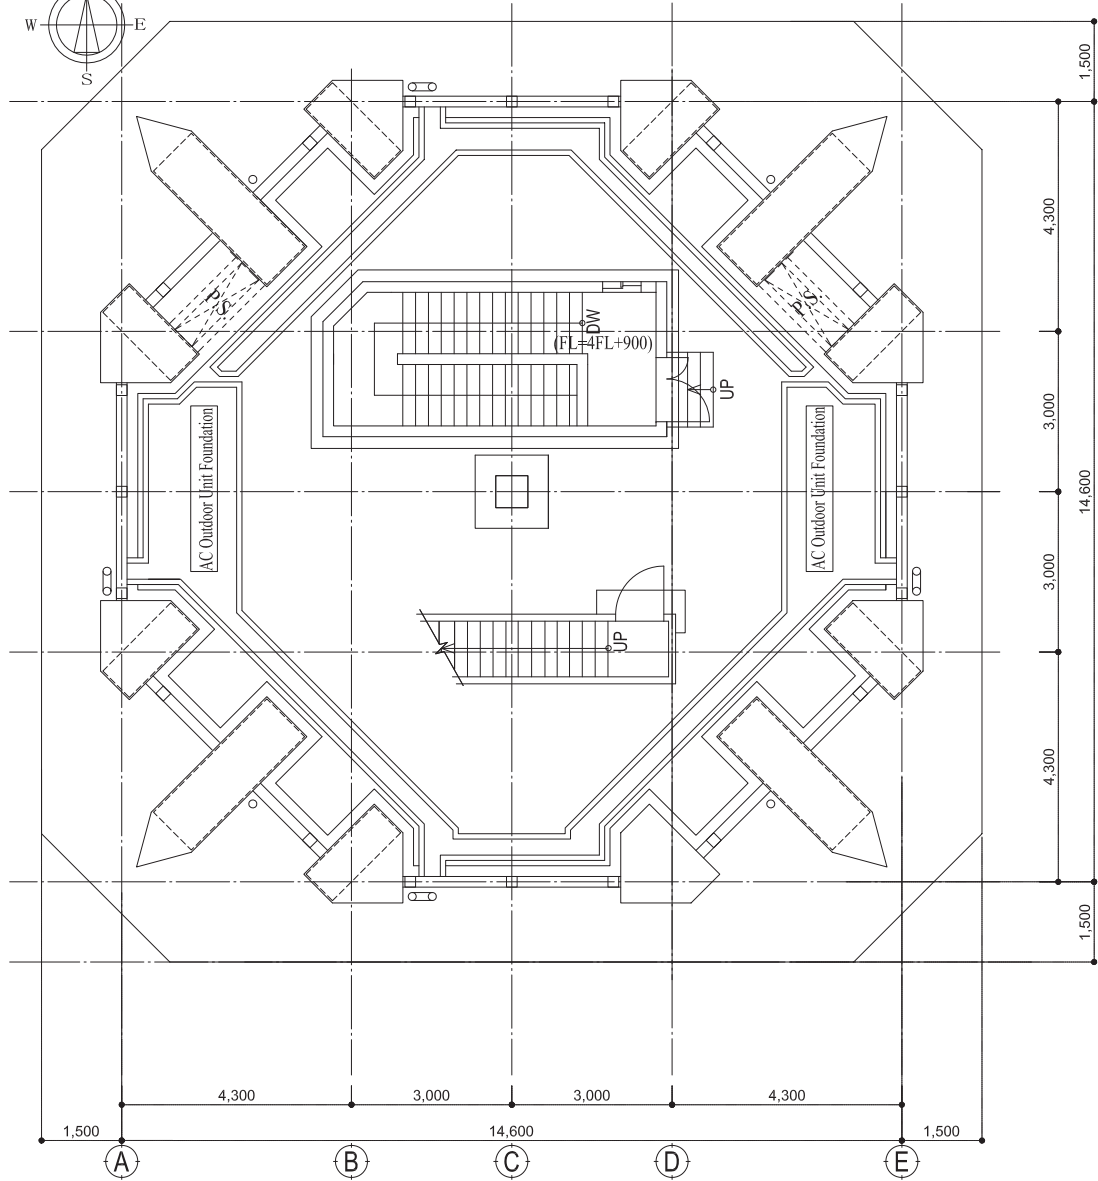 W E
S
1,500
4,300
PS
PS
DW
(FL=4FL+900)
UP
3,000
AC Outdoor Unit Foundation
AC Outdoor Unit Foundation
14,600
3,000
UP
4,300
1,500
4,300 3,000 3,000 4,300
1,500 14,600 1,500
A B C D E